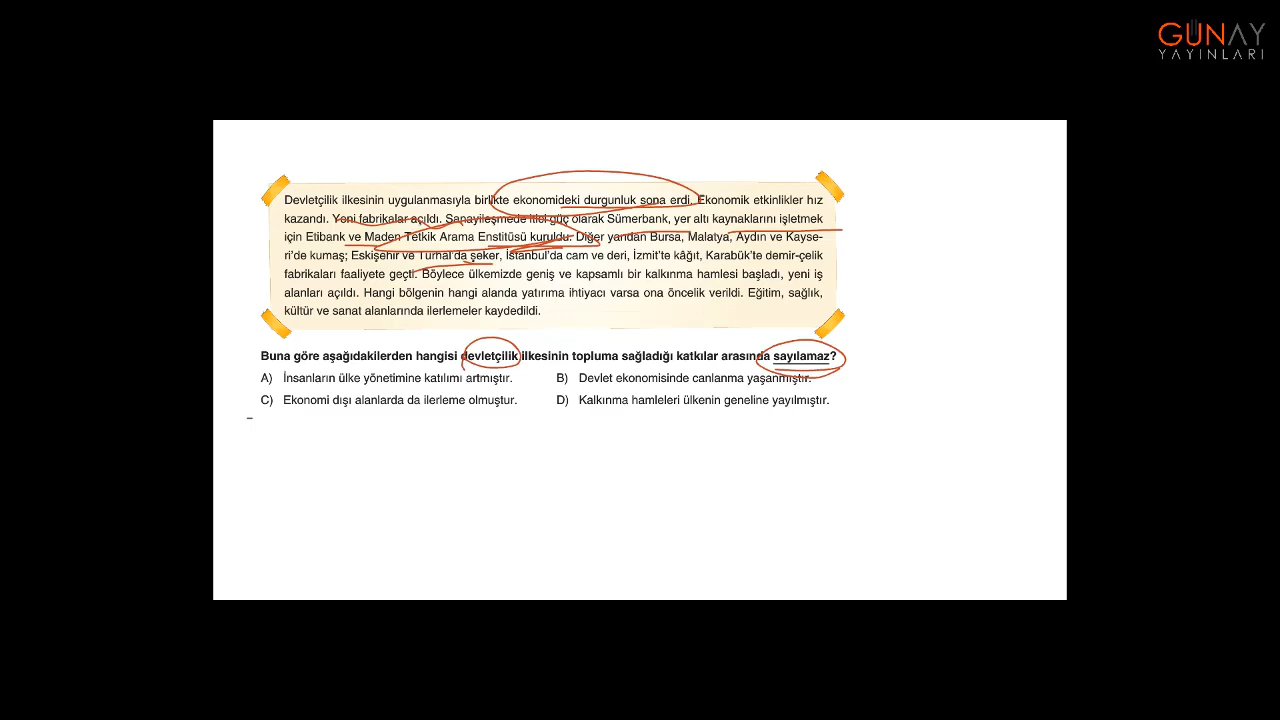 GÜNAY
YAYINLARI
Devletçilik ilkesinin uygulanmasıyla birlikte ekonomideki durgunluk sona erdi. Ekonomik etkinlikler hız
kazandı. Yeni fabrikalar açıldı. Sanayileşmede itici güç olarak Sümerbank, yer altı kaynaklarını işletmek
için Etibank ve Maden Tetkik Arama Enstitüsü kuruldu. Diğer yandan Bursa, Malatya, Aydın ve Kayse-
ri’de kumaş; Eskişehir ve Turhal’da şeker, İstanbul’da cam ve deri, İzmit’te kâğıt, Karabük’te demir-çelik
fabrikaları faaliyete geçti. Böylece ülkemizde geniş ve kapsamlı bir kalkınma hamlesi başladı, yeni iş
alanları açıldı. Hangi bölgenin hangi alanda yatırıma ihtiyacı varsa ona öncelik verildi. Eğitim, sağlık,
kültür ve sanat alanlarında ilerlemeler kaydedildi.
Buna göre aşağıdakilerden hangisi devletçilik ilkesinin topluma sağladığı katkılar arasında sayılamaz?
A) İnsanların ülke yönetimine katılımı artmıştır. B) Devlet ekonomisinde canlanma yaşanmıştır.
C) Ekonomi dışı alanlarda da ilerleme olmuştur. D) Kalkınma hamleleri ülkenin geneline yayılmıştır.